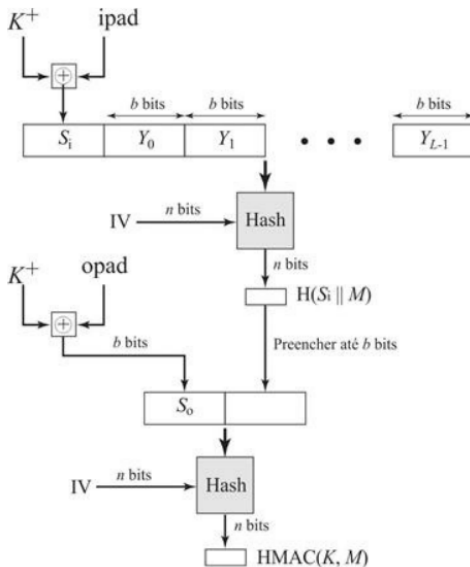 K+ ipad
⊕
b bits b bits b bits
Si Y0 Y1 • • • YL-1
n bits
IV Hash
n bits
H(Si || M)
K+ opad
⊕
Preencher até b bits
b bits
So
n bits
IV Hash
n bits
HMAC(K, M)